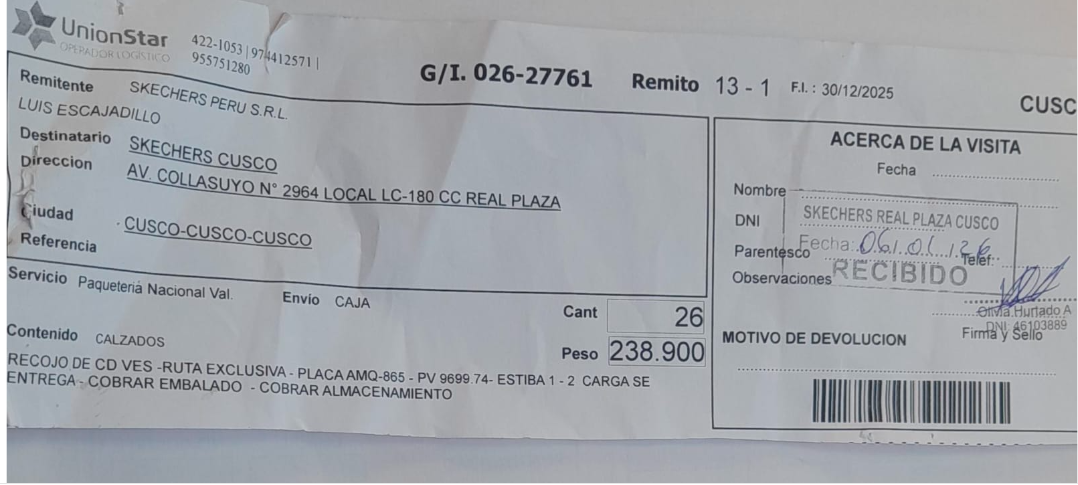 UnionStar
OPERADOR LOGISTICO
422-1053 | 974412571 |
955751280
G/I. 026-27761 Remito 13 - 1 F.I. : 30/12/2025
CUSC
Remitente SKECHERS PERU S.R.L.
LUIS ESCAJADILLO
Destinatario SKECHERS CUSCO
Direccion AV. COLLASUYO N° 2964 LOCAL LC-180 CC REAL PLAZA
Ciudad CUSCO-CUSCO-CUSCO
Referencia
Servicio Paqueteria Nacional Val. Envío CAJA
Cant 26
Peso 238.900
Contenido CALZADOS
RECOJO DE CD VES -RUTA EXCLUSIVA - PLACA AMQ-865 - PV 9699.74- ESTIBA 1 - 2 CARGA SE
ENTREGA - COBRAR EMBALADO - COBRAR ALMACENAMIENTO
ACERCA DE LA VISITA
Fecha
Nombre
DNI
Parentesco
Telef:
Observaciones
SKECHERS REAL PLAZA CUSCO
Fecha: 06/01/26
RECIBIDO
Olivia Hurtado A
DNI: 46103889
Firma y Sello
MOTIVO DE DEVOLUCION